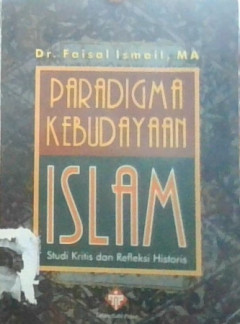 Dr. Faisal Ismail, MA
PARADIGMA
KEBUDAYAAN
ISLAM
Studi Kritis dan Refleksi Historis